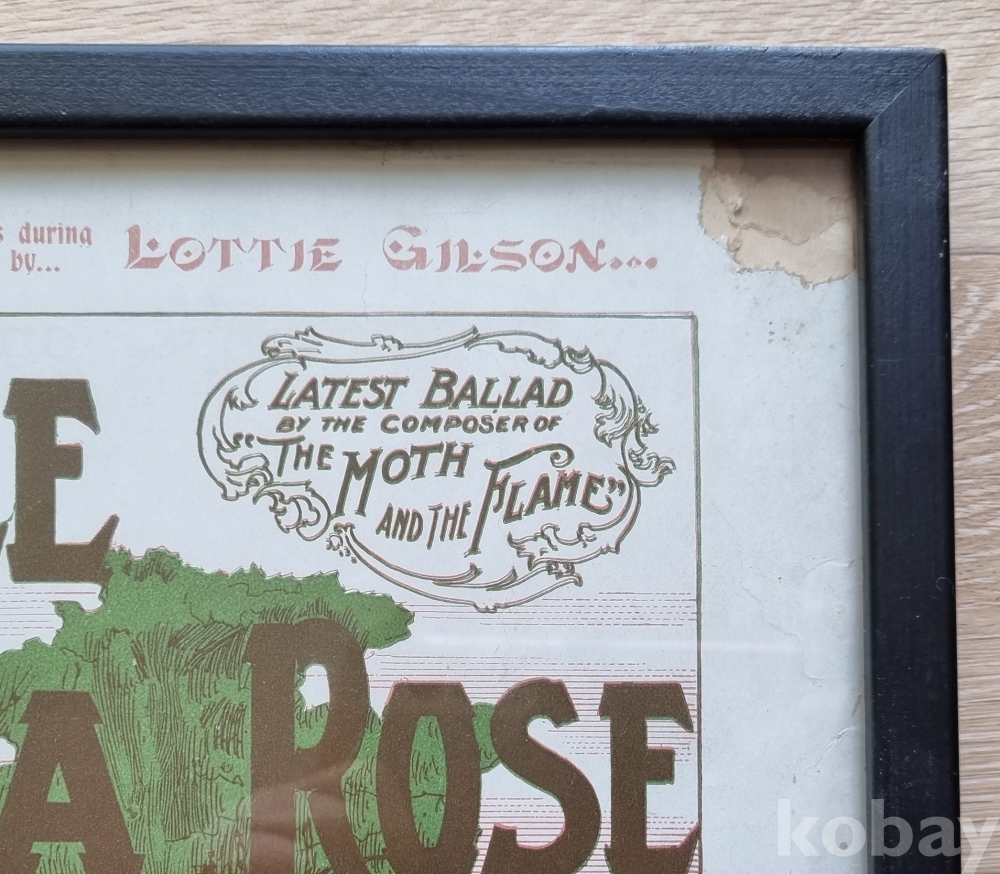 s during
by...
LOTTIE GILSON...
LATEST BALLAD
BY THE COMPOSER OF
"THE MOTH
AND THE FLAME"
E
A ROSE
kobay